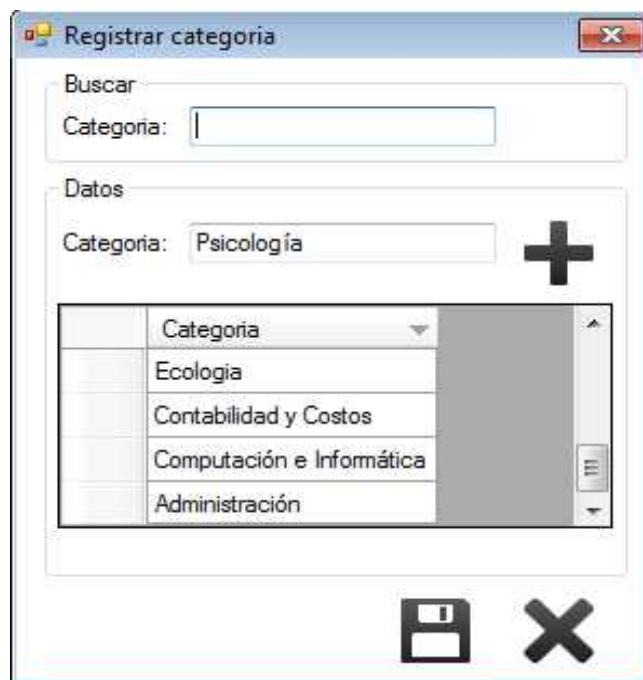 Registrar categoria
Buscar
Categoria:
Datos
Categoria: Psicología
Categoria
Ecologia
Contabilidad y Costos
Computación e Informática
Administración